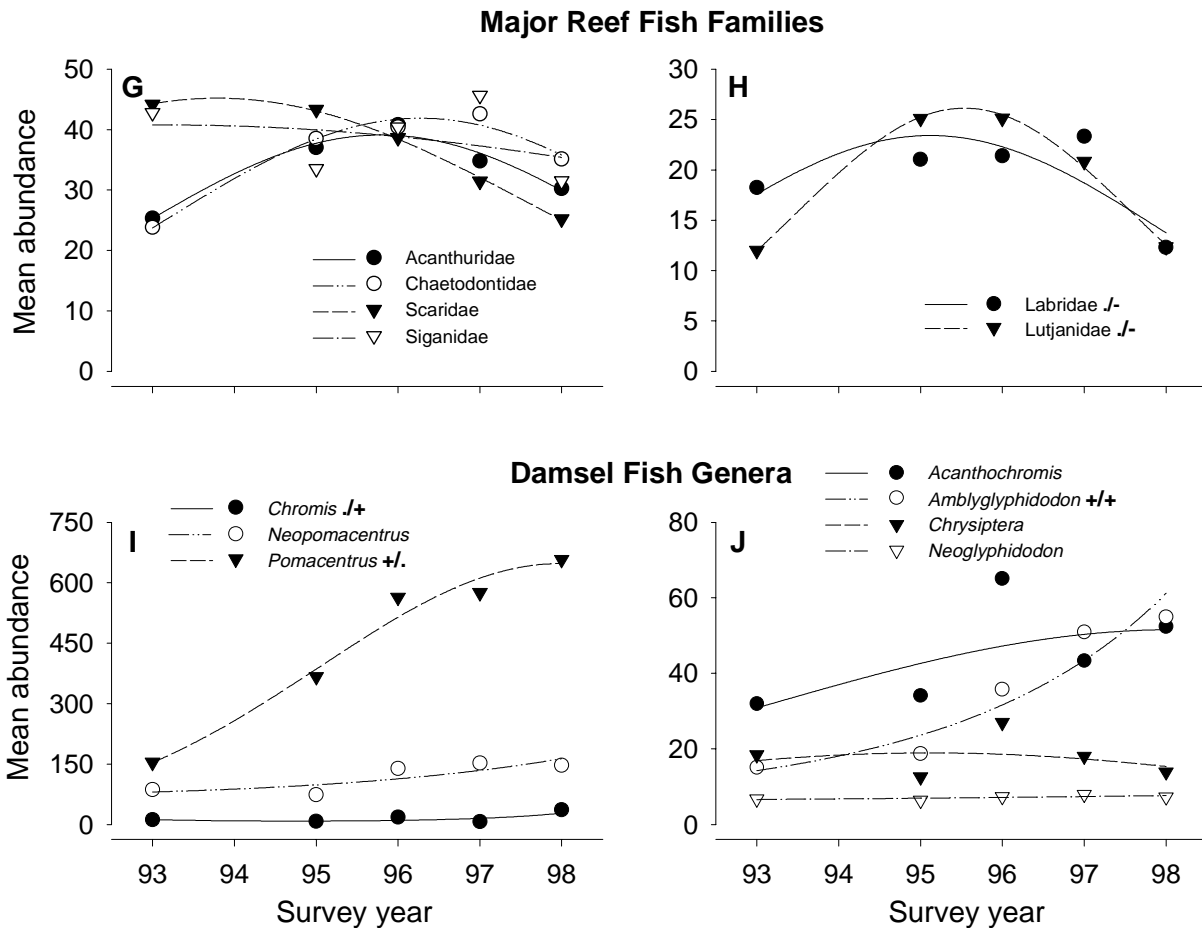 Major Reef Fish Families
G
50
40
30
20
10
0
Mean abundance
Acanthuridae
Chaetodontidae
Scaridae
Siganidae
H
30
25
20
15
10
5
0
Labridae ./-
Lutjanidae ./-
Damsel Fish Genera
Chromis ./+
Neopomacentrus
Pomacentrus +/.
I
750
600
450
300
150
0
Mean abundance
93 94 95 96 97 98
Survey year
Acanthochromis
Amblyglyphidodon +/+
Chrysiptera
Neoglyphidodon
J
80
60
40
20
0
93 94 95 96 97 98
Survey year